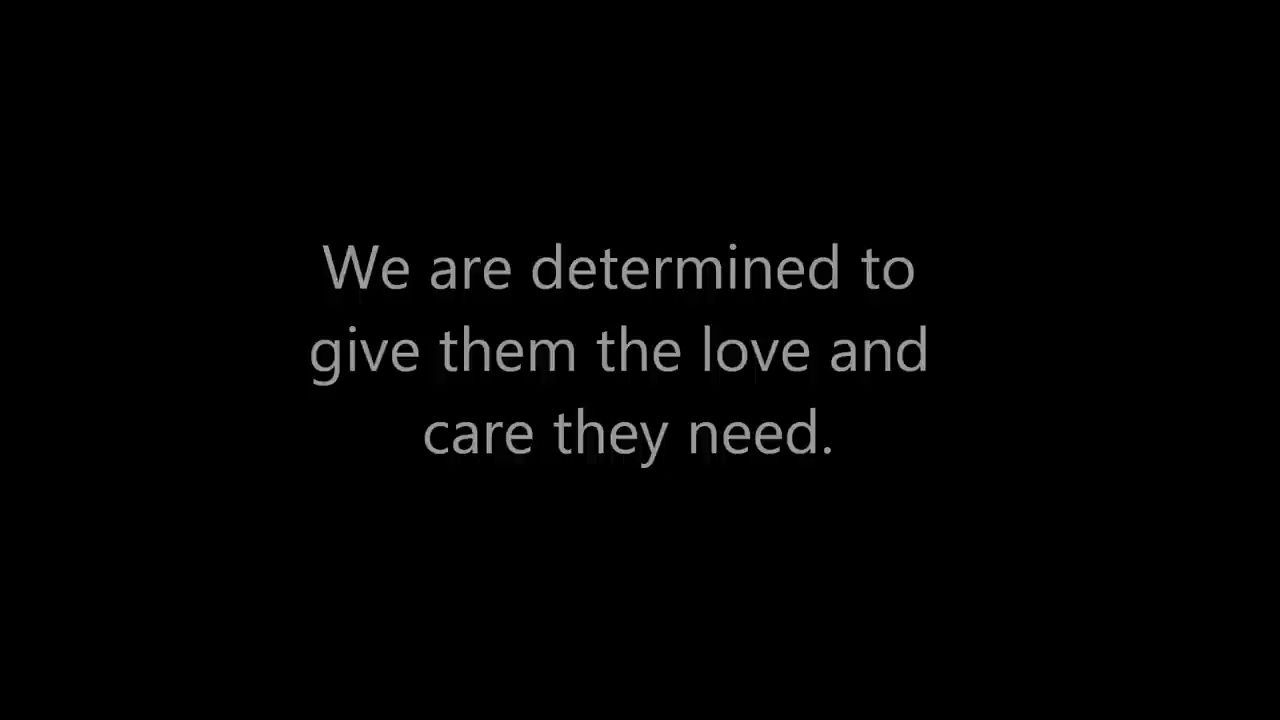 We are determined to
give them the love and
care they need.